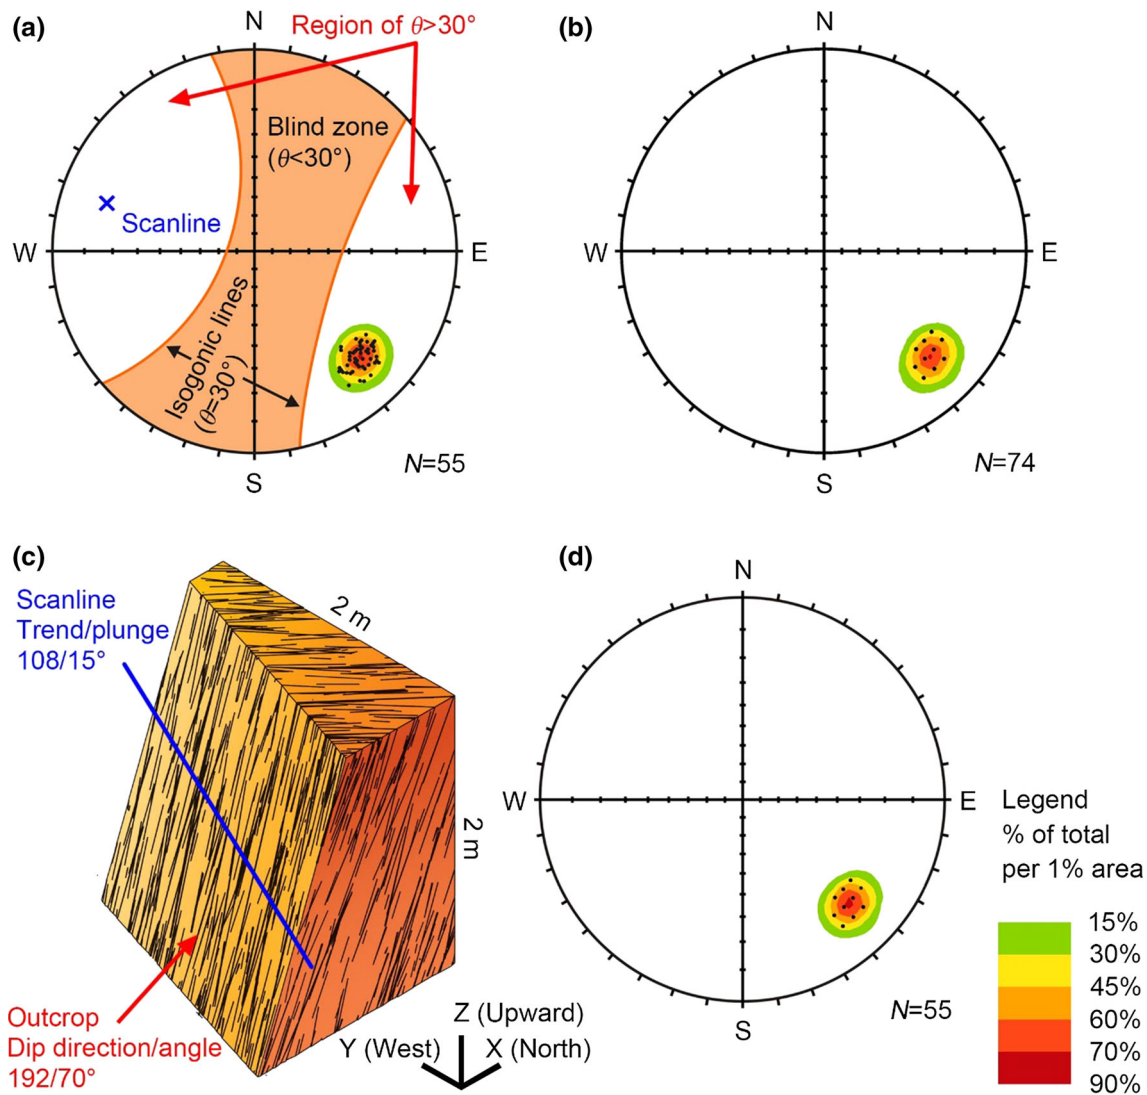 (a)
N
Region of θ>30°
Blind zone
(θ<30°)
Scanline
W
E
Isogonic lines
(θ=30°)
N=55
S
(b)
N
W
E
N=74
S
(c)
Scanline
Trend/plunge
108/15°
2 m
2 m
Outcrop
Dip direction/angle
192/70°
Z (Upward)
Y (West)
X (North)
(d)
N
W
E
N=55
S
Legend
% of total
per 1% area
15%
30%
45%
60%
70%
90%